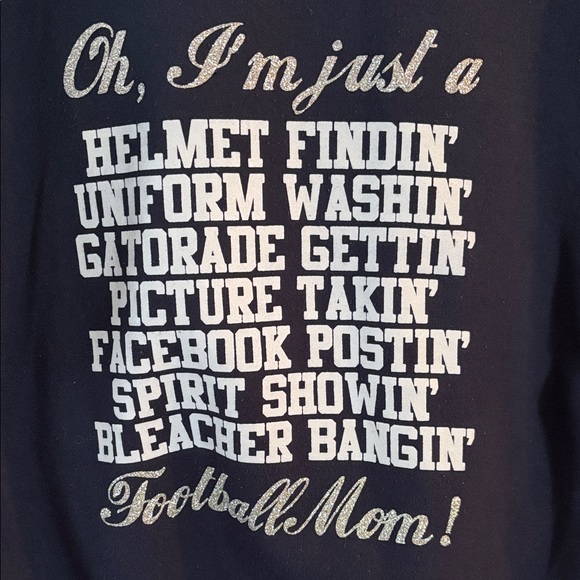 Oh, I'm just a
HELMET FINDIN'
UNIFORM WASHIN'
GATORADE GETTIN'
PICTURE TAKIN'
FACEBOOK POSTIN'
SPIRIT SHOWIN'
BLEACHER BANGIN'
Football Mom!